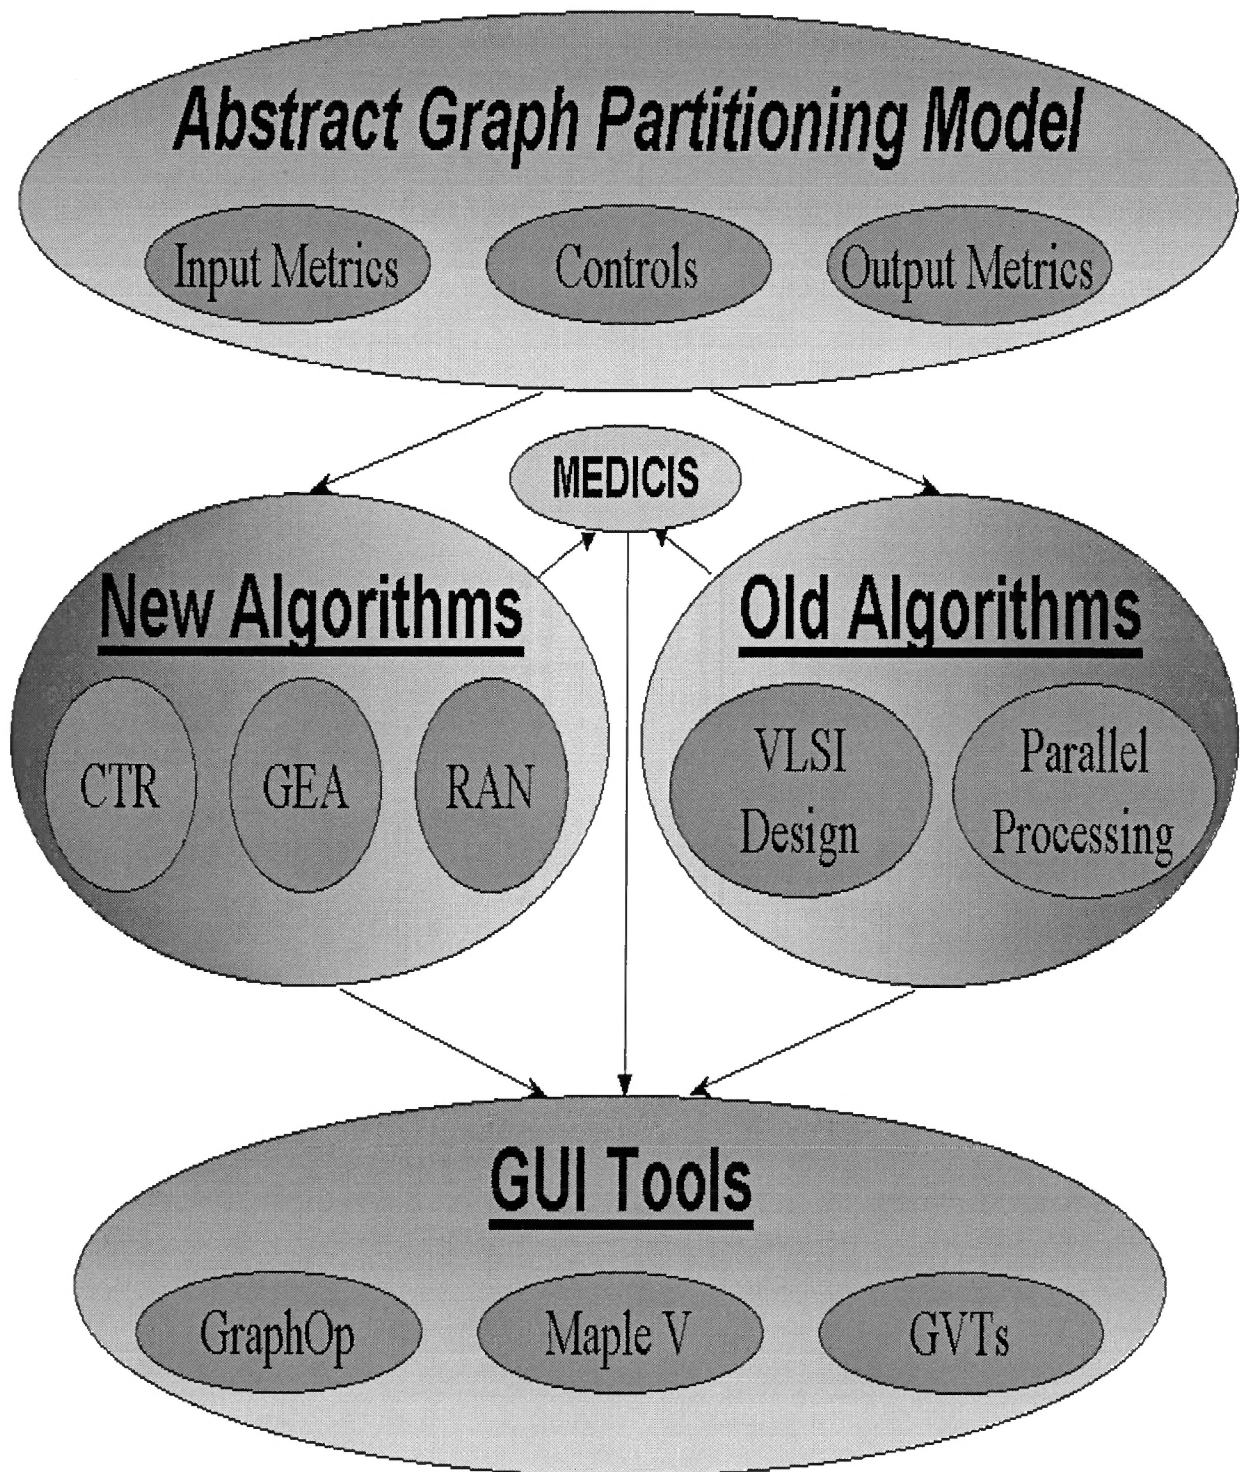 Abstract Graph Partitioning Model
Input Metrics
Controls
Output Metrics
MEDICIS
New Algorithms
Old Algorithms
CTR
GEA
RAN
VLSI
Design
Parallel
Processing
GUI Tools
GraphOp
Maple V
GVTs